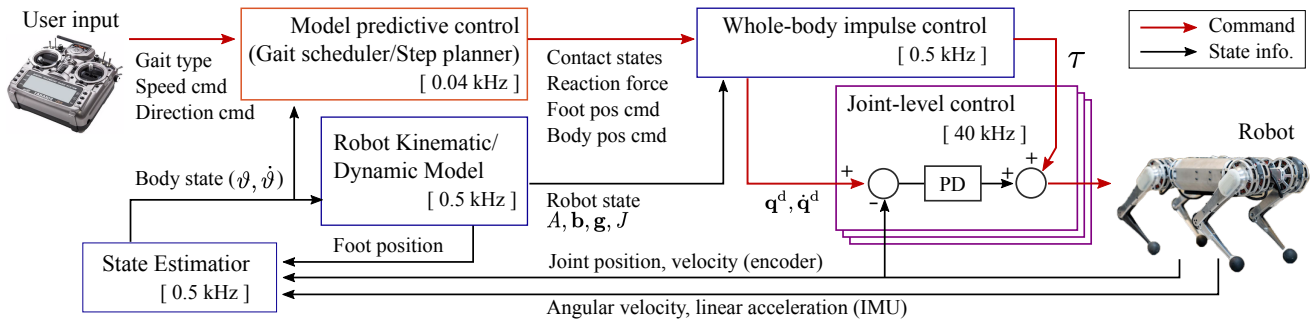 User input
Gait type
Speed cmd
Direction cmd
Model predictive control
(Gait scheduler/Step planner)
[ 0.04 kHz ]
Contact states
Reaction force
Foot pos cmd
Body pos cmd
Whole-body impulse control
[ 0.5 kHz ]
τ
Command
State info.
Joint-level control
[ 40 kHz ]
Robot
+
-
PD
+
+
q^d, q̇^d
Robot Kinematic/
Dynamic Model
[ 0.5 kHz ]
Body state (ϑ, ϑ̇)
Robot state
A, b, g, J
Foot position
State Estimatior
[ 0.5 kHz ]
Joint position, velocity (encoder)
Angular velocity, linear acceleration (IMU)